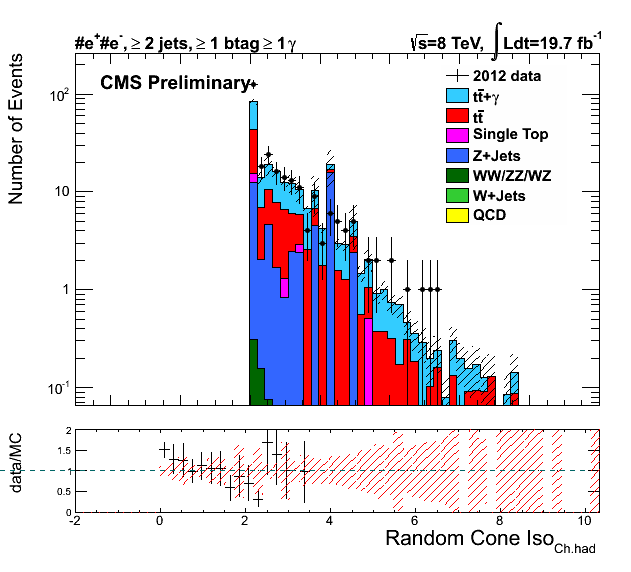 #e⁺#e⁻, ≥ 2 jets, ≥ 1 btag ≥ 1 γ √s=8 TeV, ∫ Ldt=19.7 fb⁻¹
CMS Preliminary
2012 data
tt̄+γ
tt̄
Single Top
Z+Jets
WW/ZZ/WZ
W+Jets
QCD
Number of Events
10²
10
1
10⁻¹
data/MC
2
1.5
1
0.5
0
-2 0 2 4 6 8 10
Random Cone Iso_Ch.had